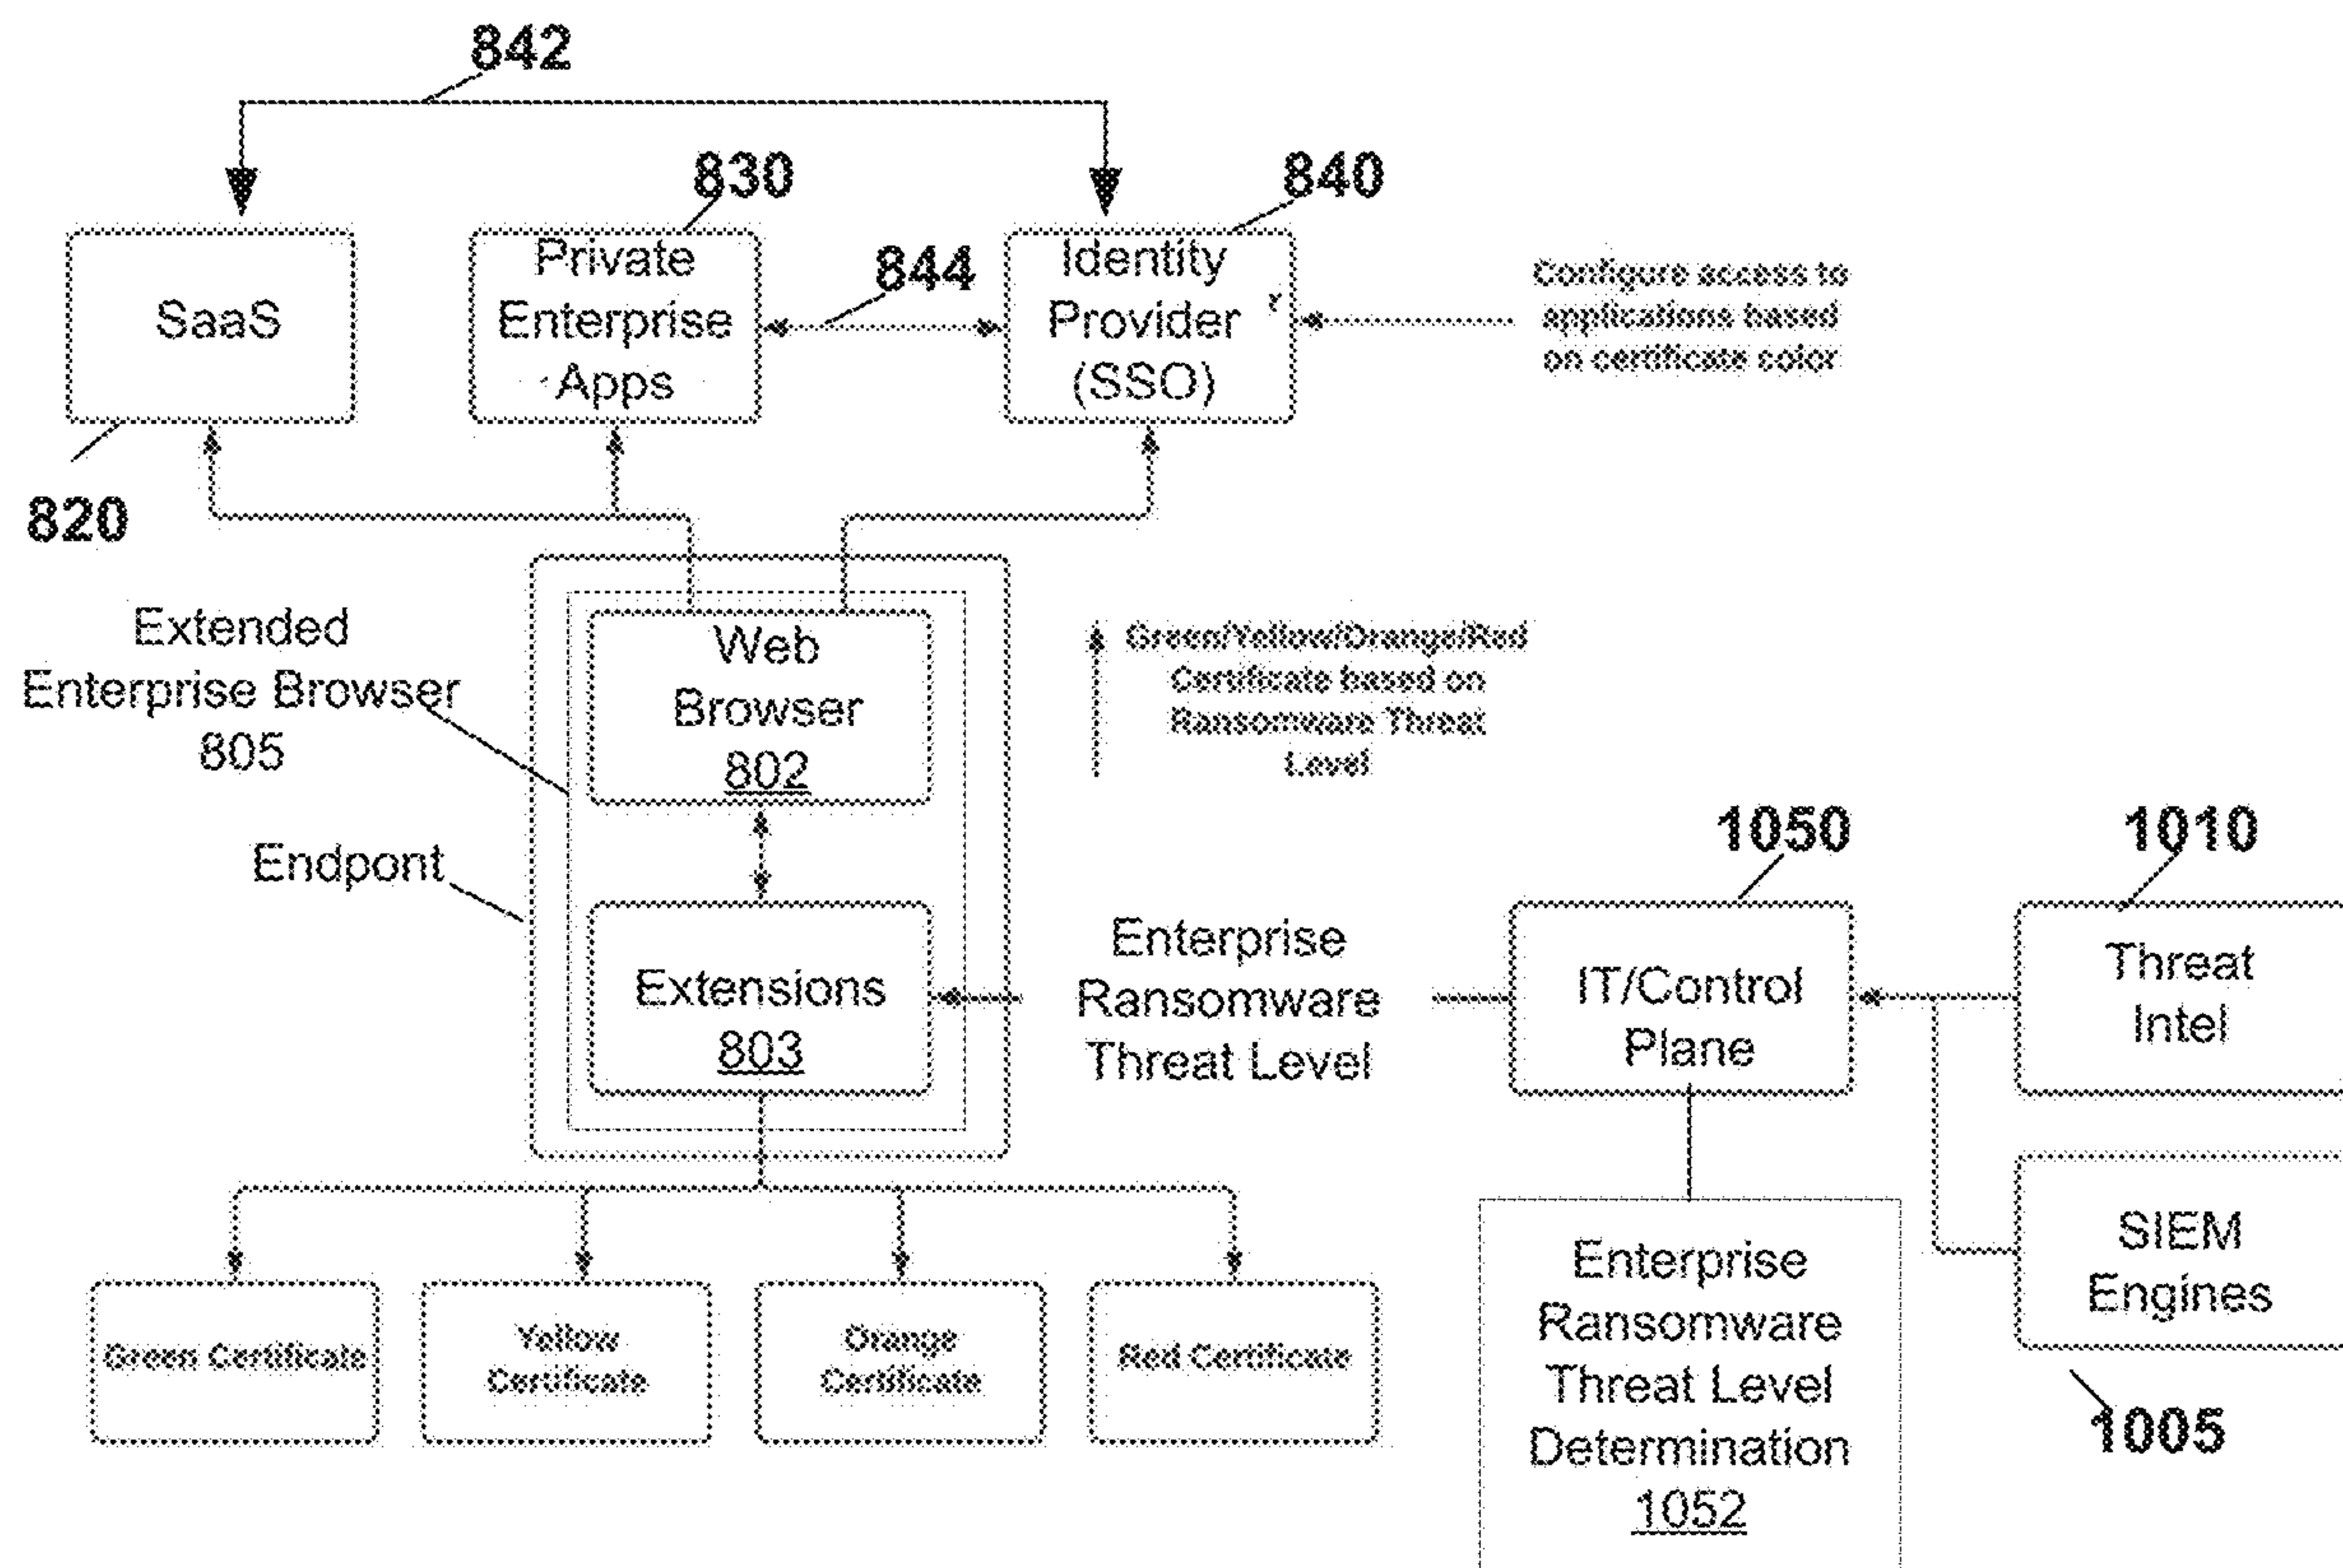 842
830
840
844
SaaS
Private
Enterprise
Apps
Identity
Provider
(SSO)
r
Configure access to
applications based
on certificate color
820
Extended
Enterprise Browser
805
Web
Browser
802
Green/Yellow/Orange/Red
Certificate based on
Ransomware Threat
Level
Endpont
1050
1010
Extensions
803
Enterprise
Ransomware
Threat Level
IT/Control
Plane
Threat
Intel
SIEM
Engines
1005
Green Certificate
Yellow
Certificate
Orange
Certificate
Red Certificate
Enterprise
Ransomware
Threat Level
Determination
1052